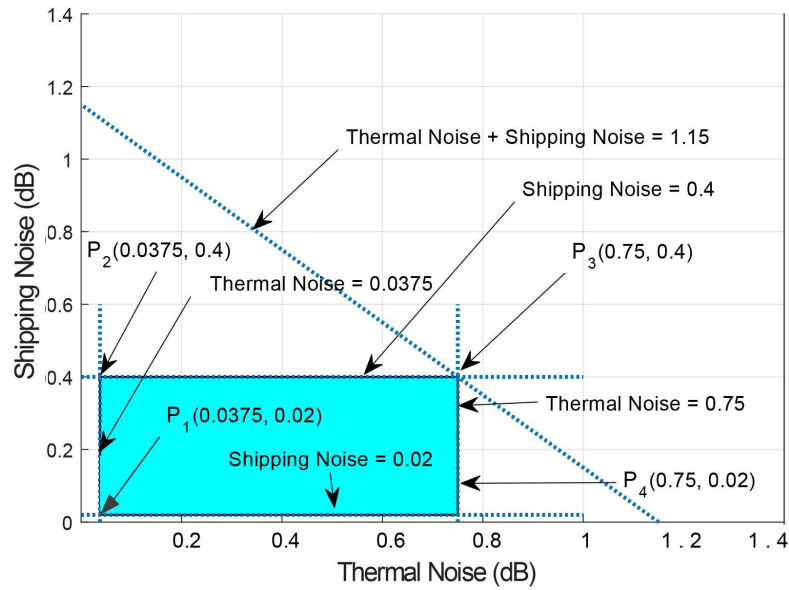 1.4
1.2
1
0.8
0.6
0.4
0.2
0
Shipping Noise (dB)
Thermal Noise + Shipping Noise = 1.15
Shipping Noise = 0.4
P2(0.0375, 0.4)
P3(0.75, 0.4)
Thermal Noise = 0.0375
P1(0.0375, 0.02)
Thermal Noise = 0.75
Shipping Noise = 0.02
P4(0.75, 0.02)
0.2 0.4 0.6 0.8 1 1.2 1.4
Thermal Noise (dB)